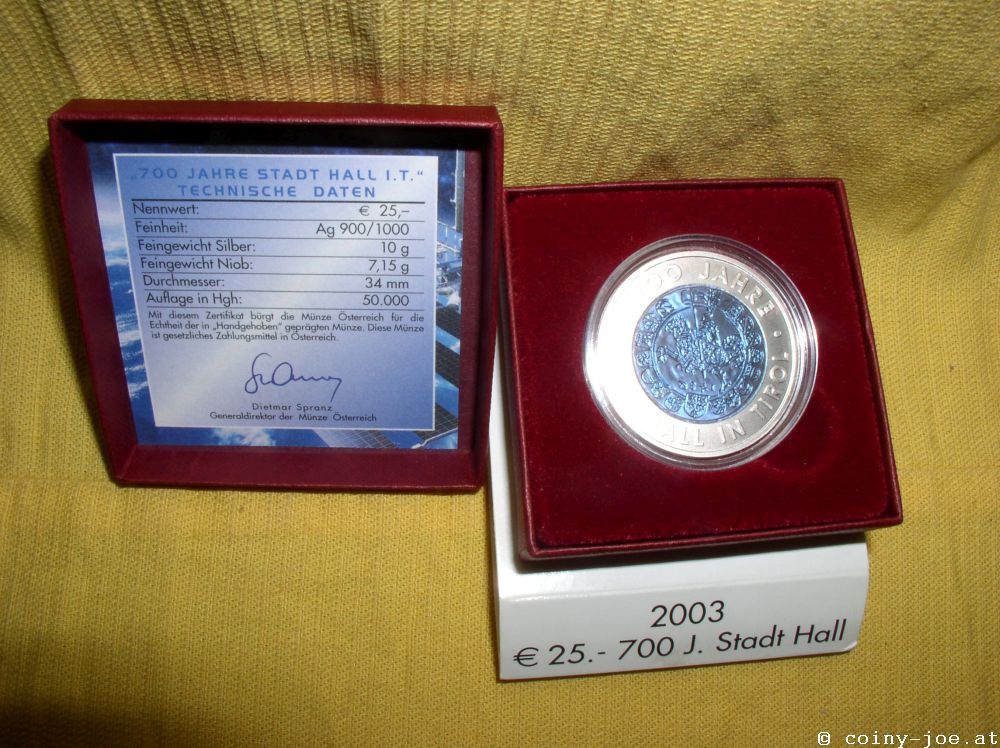 „700 JAHRE STADT HALL I.T.“
TECHNISCHE DATEN
Nennwert: € 25,–
Feinheit: Ag 900/1000
Feingewicht Silber: 10 g
Feingewicht Niob: 7,15 g
Durchmesser: 34 mm
Auflage in Hgh: 50.000
Mit diesem Zertifikat bürgt die Münze Österreich für die
Echtheit der in „Handgehoben“ geprägten Münze. Diese Münze
ist gesetzliches Zahlungsmittel in Österreich.
Dietmar Spranz
Generaldirektor der Münze Österreich
700 JAHRE • HALL IN TIROL
2003
€ 25.- 700 J. Stadt Hall
© coiny-joe.at